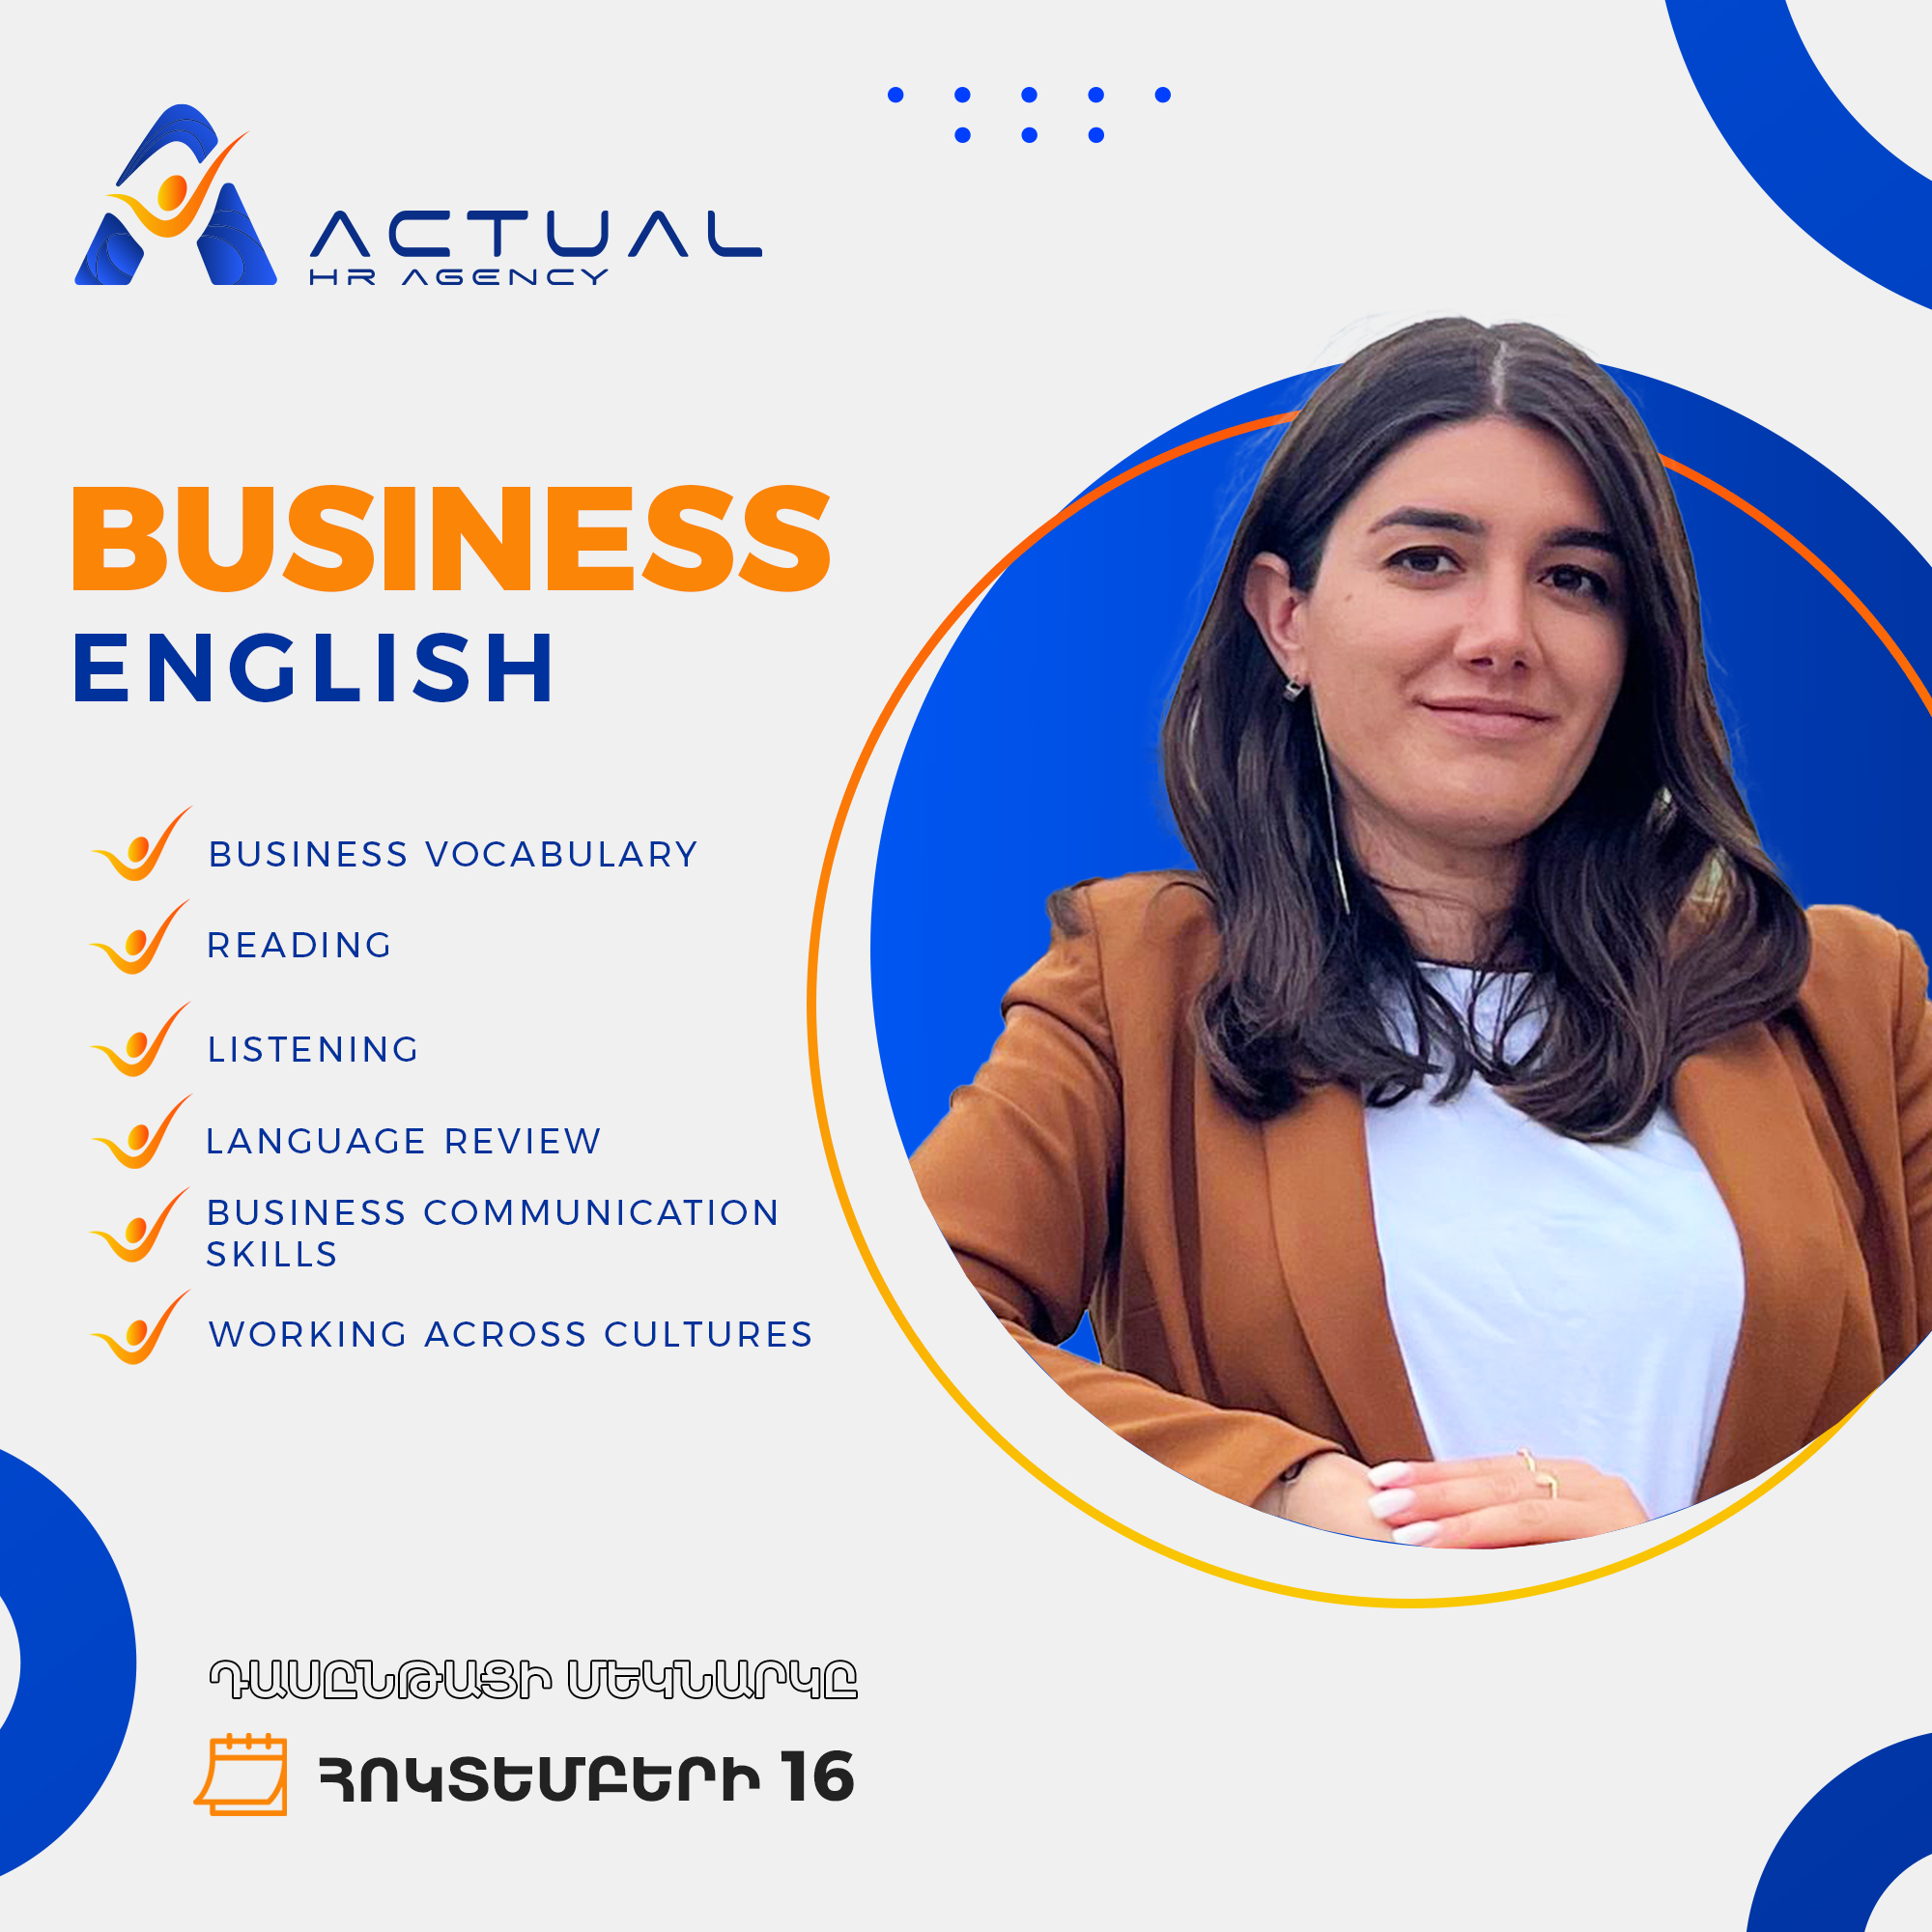 ACTUAL
HR AGENCY
BUSINESS
ENGLISH
BUSINESS VOCABULARY
READING
LISTENING
LANGUAGE REVIEW
BUSINESS COMMUNICATION
SKILLS
WORKING ACROSS CULTURES
ԴԱՍԸՆԹԱՑԻ ՄԵԿՆԱՐԿԸ
ՀՈԿՏԵՄԲԵՐԻ 16